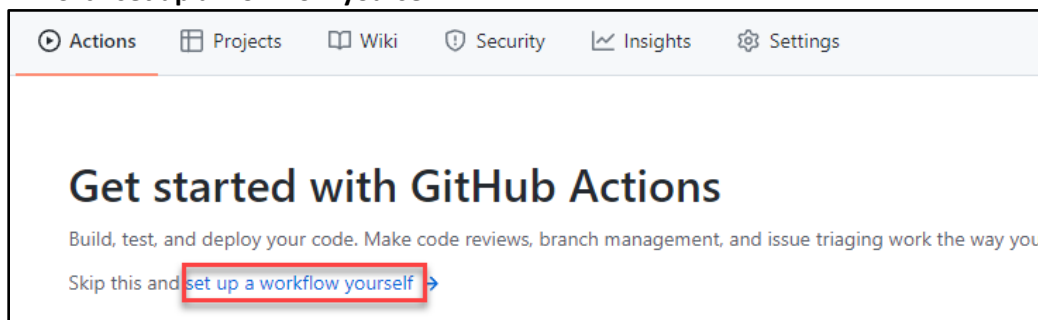 Actions Projects Wiki Security Insights Settings
Get started with GitHub Actions
Build, test, and deploy your code. Make code reviews, branch management, and issue triaging work the way you
Skip this and set up a workflow yourself →